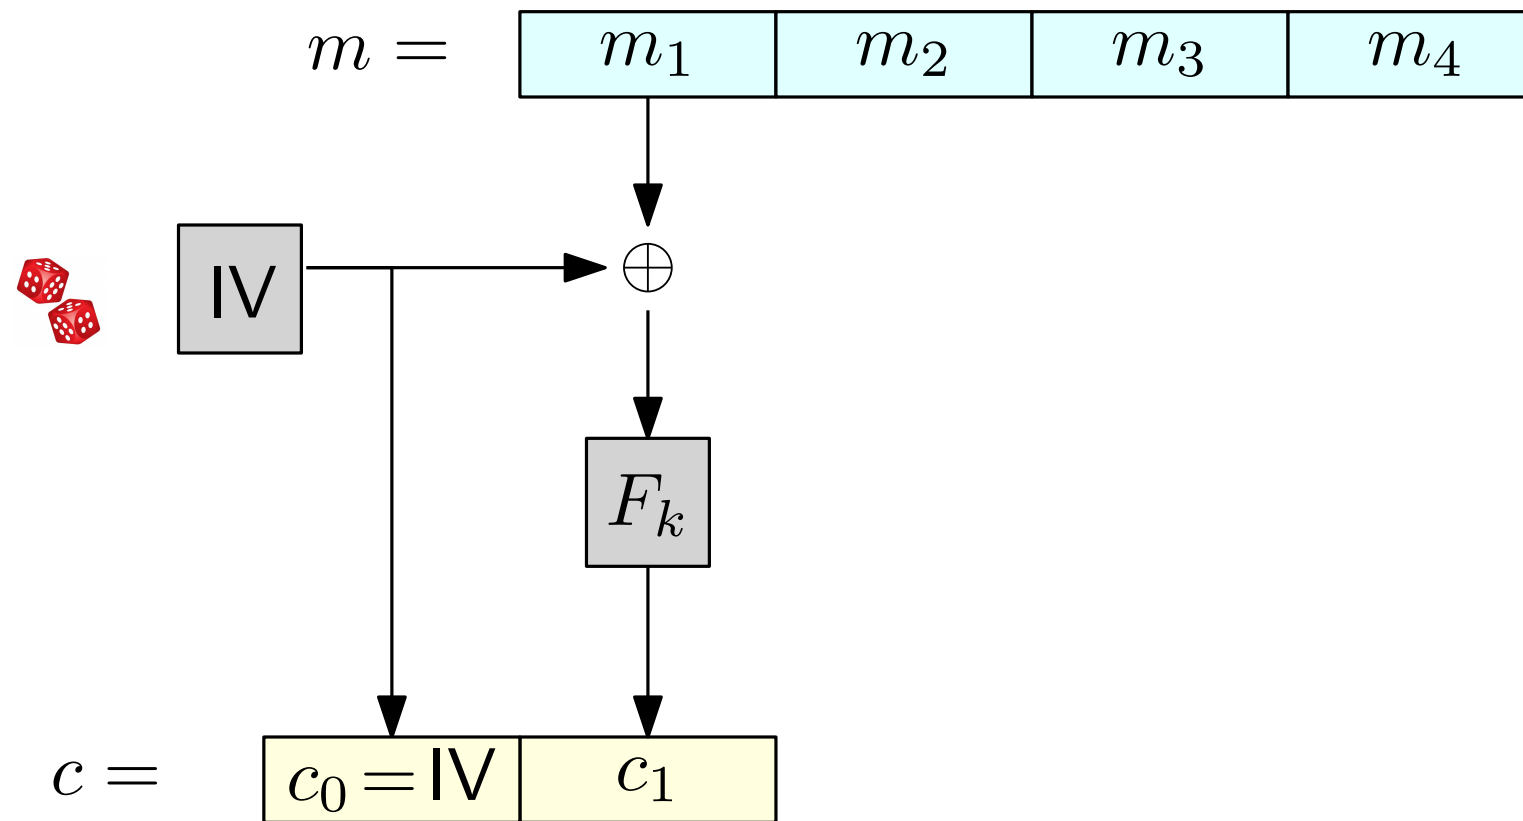 m = m₁ m₂ m₃ m₄
IV ⊕
Fₖ
c = c₀ = IV c₁